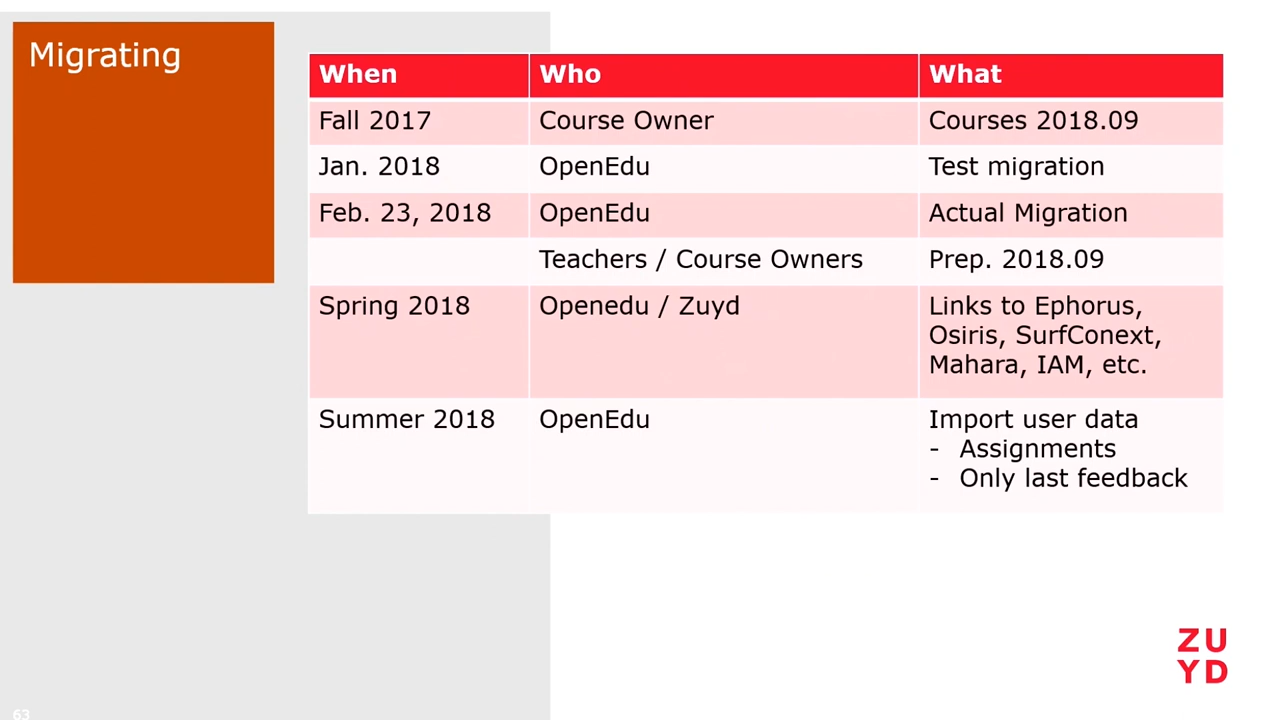 Migrating
When Who What
Fall 2017 Course Owner Courses 2018.09
Jan. 2018 OpenEdu Test migration
Feb. 23, 2018 OpenEdu Actual Migration
Teachers / Course Owners Prep. 2018.09
Spring 2018 Openedu / Zuyd Links to Ephorus,
Osiris, SurfConext,
Mahara, IAM, etc.
Summer 2018 OpenEdu Import user data
- Assignments
- Only last feedback
ZU
YD
63